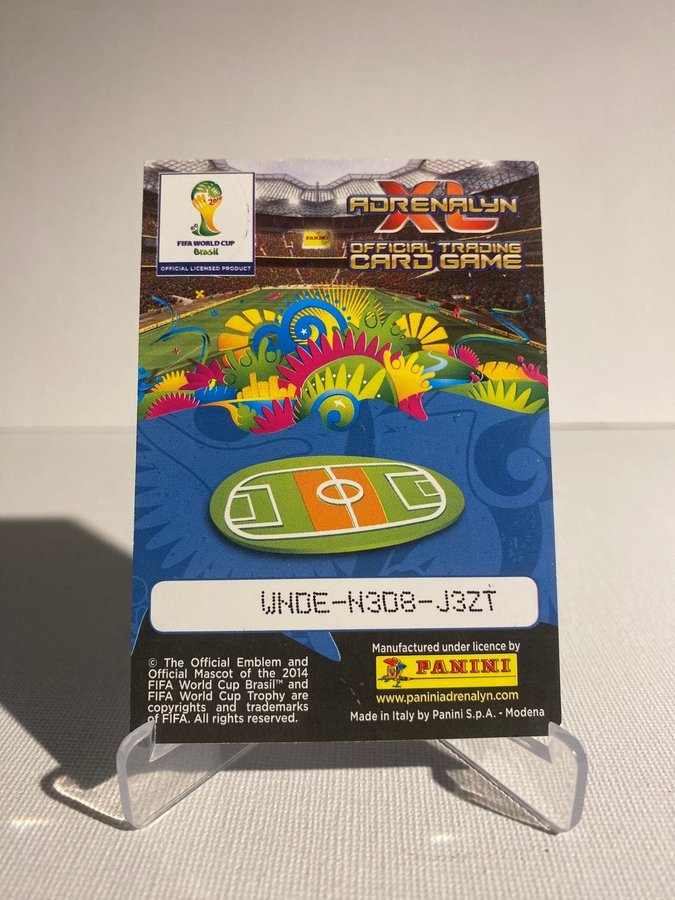 2014
FIFA WORLD CUP
Brasil
OFFICIAL LICENSED PRODUCT
ADRENALYN
XL
OFFICIAL TRADING
CARD GAME
PANINI
WNDE-N3D8-J3ZT
© The Official Emblem and
Official Mascot of the 2014
FIFA World Cup Brasil™ and
FIFA World Cup Trophy are
copyrights and trademarks
of FIFA. All rights reserved.
Manufactured under licence by
PANINI
www.paniniadrenalyn.com
Made in Italy by Panini S.p.A. - Modena